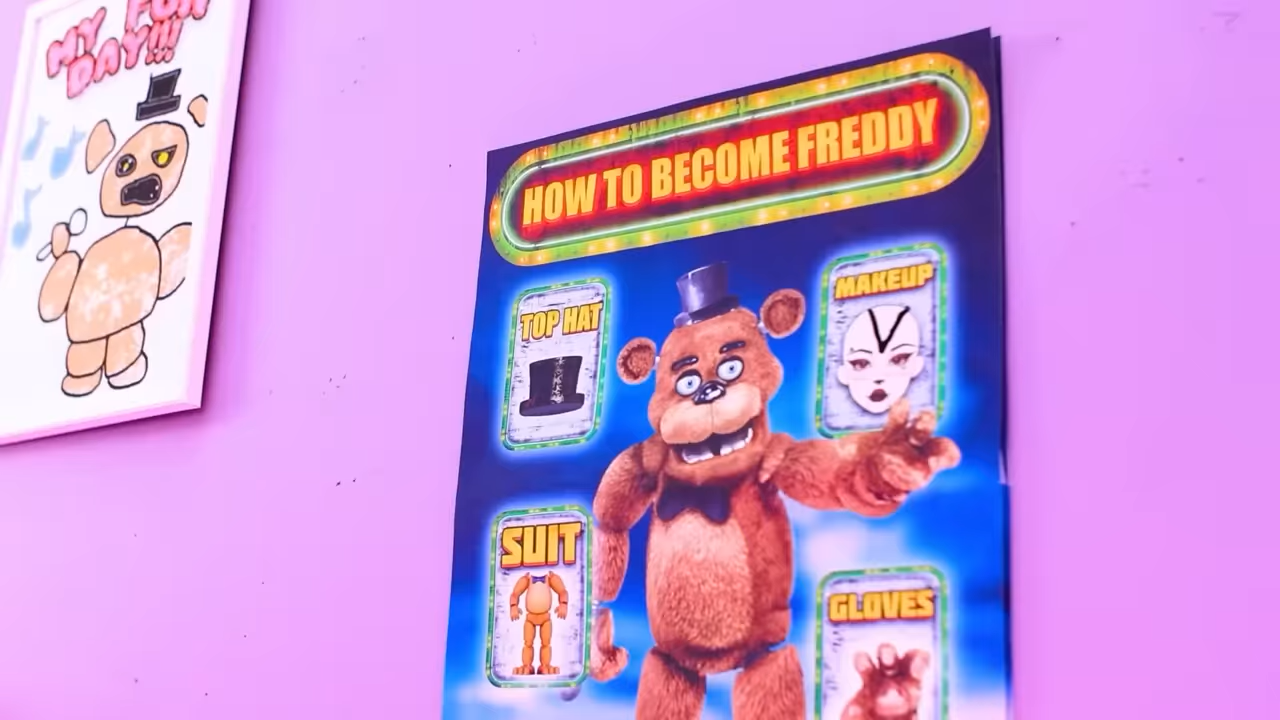 MY FUN
DAY!!!
HOW TO BECOME FREDDY
TOP HAT
MAKEUP
SUIT
GLOVES